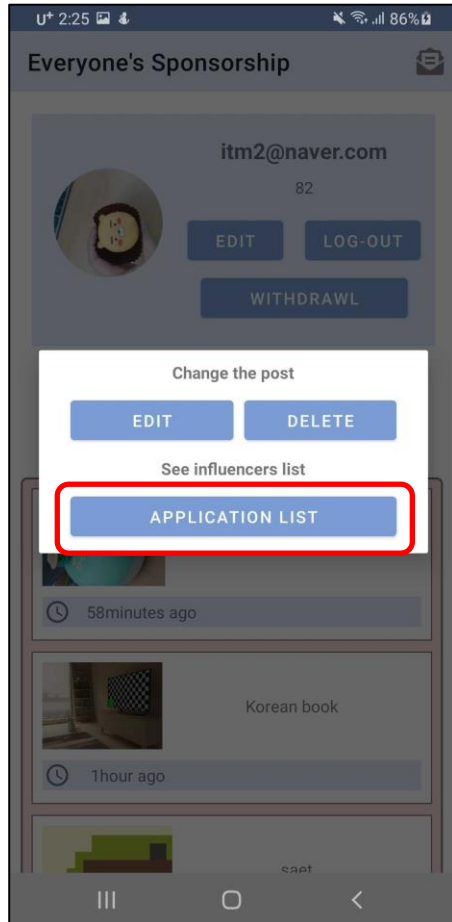 U+ 2:25 86%
Everyone's Sponsorship
itm2@naver.com
82
EDIT LOG-OUT
WITHDRAWL
Change the post
EDIT DELETE
See influencers list
APPLICATION LIST
58minutes ago
Korean book
1hour ago
saet